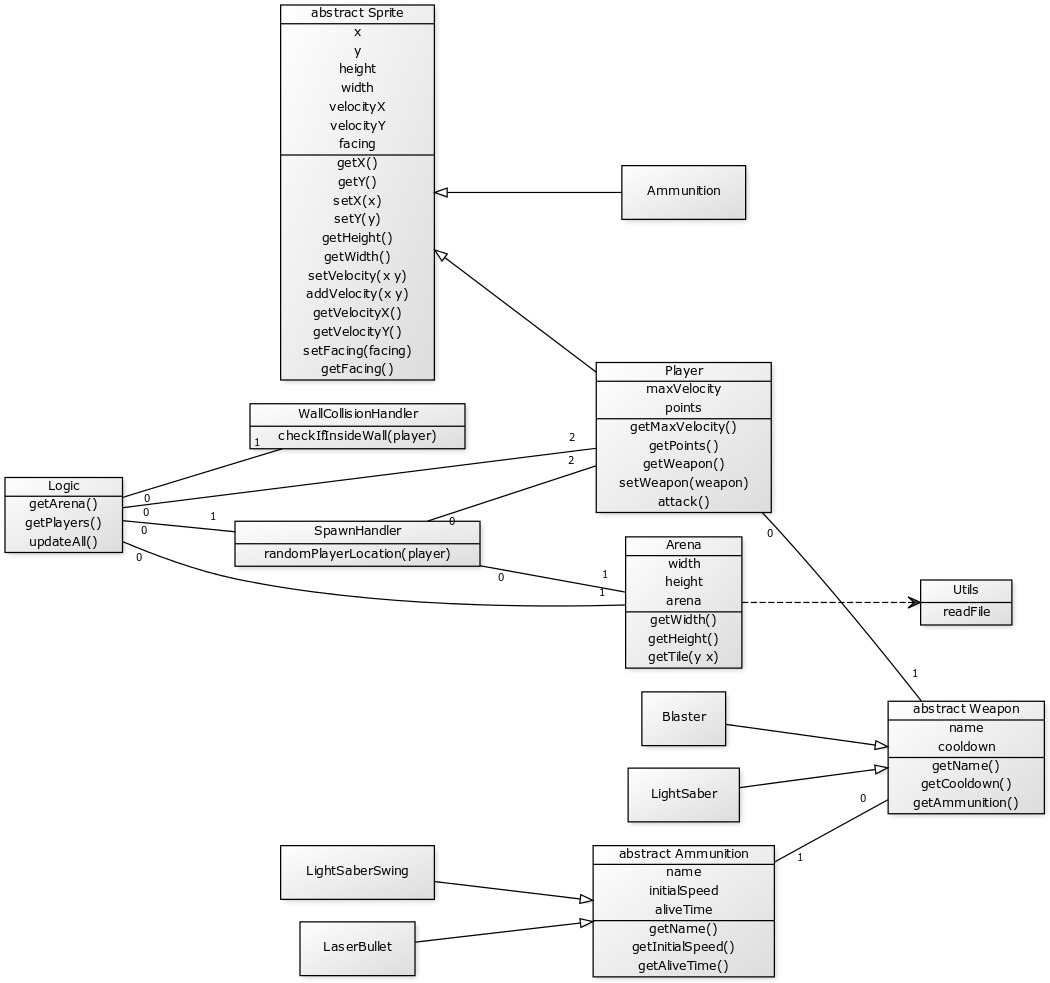 abstract Sprite
x
y
height
width
velocityX
velocityY
facing
getX()
getY()
setX(x)
setY(y)
getHeight()
getWidth()
setVelocity(x y)
addVelocity(x y)
getVelocityX()
getVelocityY()
setFacing(facing)
getFacing()
Ammunition
Player
maxVelocity
points
getMaxVelocity()
getPoints()
getWeapon()
setWeapon(weapon)
attack()
WallCollisionHandler
checkIfInsideWall(player)
1
0
2
0
2
0
Logic
getArena()
getPlayers()
updateAll()
1
0
SpawnHandler
randomPlayerLocation(player)
0
1
0
1
Arena
width
height
arena
getWidth()
getHeight()
getTile(y x)
Utils
readFile
0
1
Blaster
LightSaber
abstract Weapon
name
cooldown
getName()
getCooldown()
getAmmunition()
0
1
LightSaberSwing
LaserBullet
abstract Ammunition
name
initialSpeed
aliveTime
getName()
getInitialSpeed()
getAliveTime()